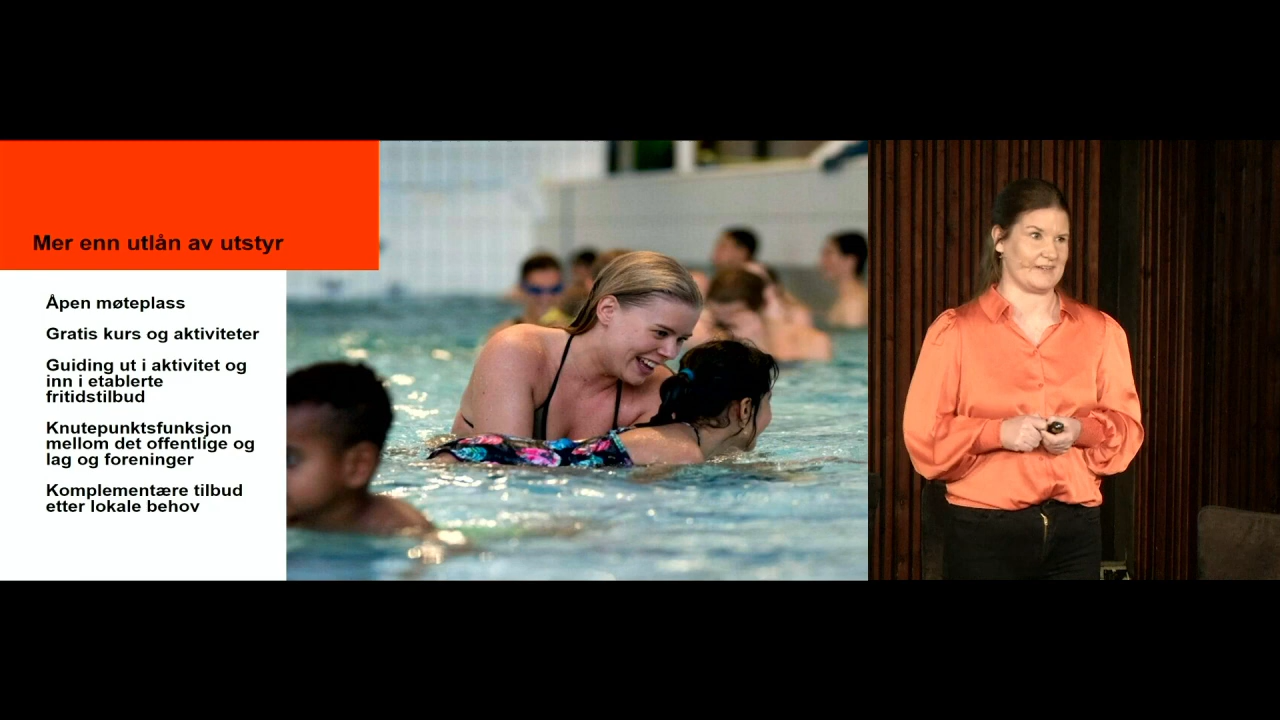 Mer enn utlån av utstyr
Åpen møteplass
Gratis kurs og aktiviteter
Guiding ut i aktivitet og
inn i etablerte
fritidstilbud
Knutepunktsfunksjon
mellom det offentlige og
lag og foreninger
Komplementære tilbud
etter lokale behov